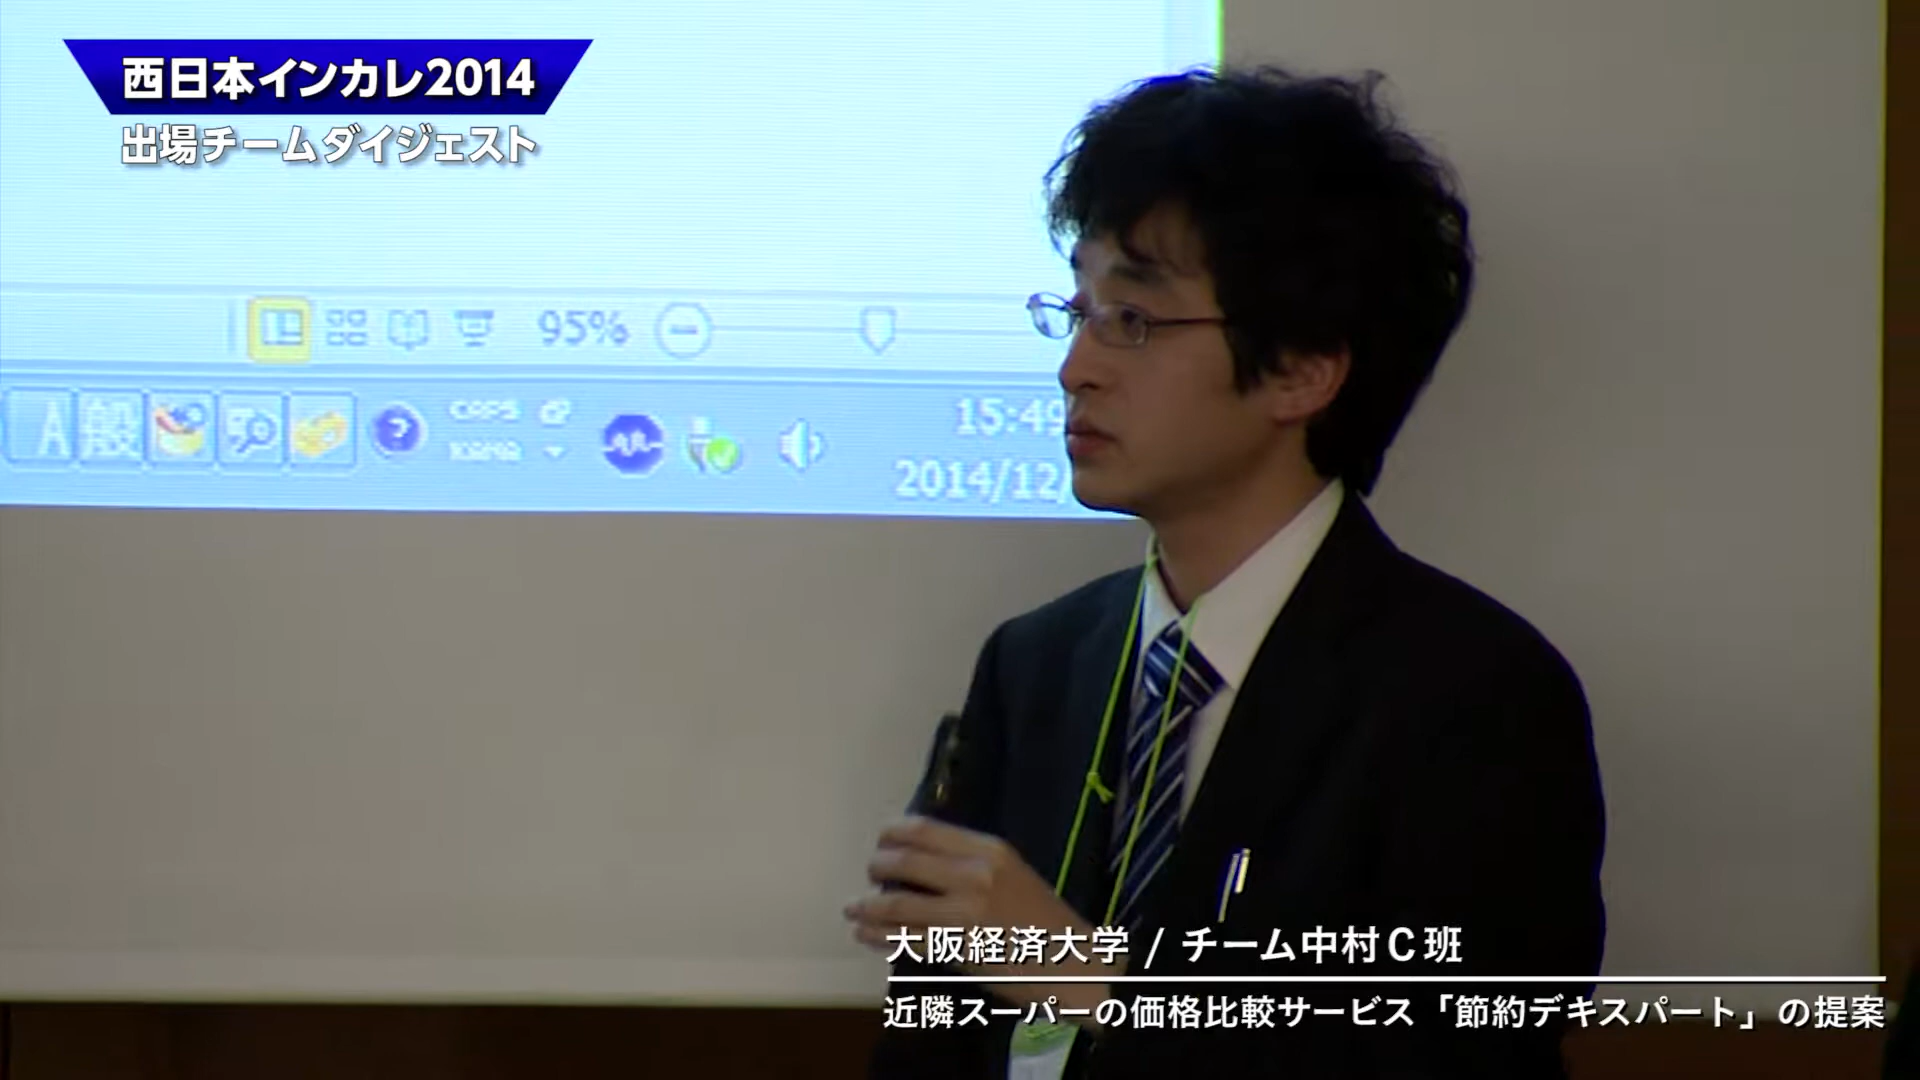 西日本インカレ2014
出場チームダイジェスト
95%
A 般
CAPS
KANA
15:49
2014/12/
大阪経済大学 / チーム中村C班
近隣スーパーの価格比較サービス「節約デキスパート」の提案